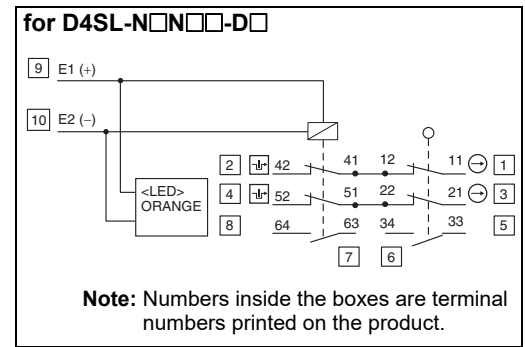 for D4SL-N□N□□-D□
9 E1 (+)
10 E2 (−)
2 42 41 12 11 1
<LED>
ORANGE
4 52 51 22 21 3
8 64 63 34 33 5
7 6
Note: Numbers inside the boxes are terminal
numbers printed on the product.